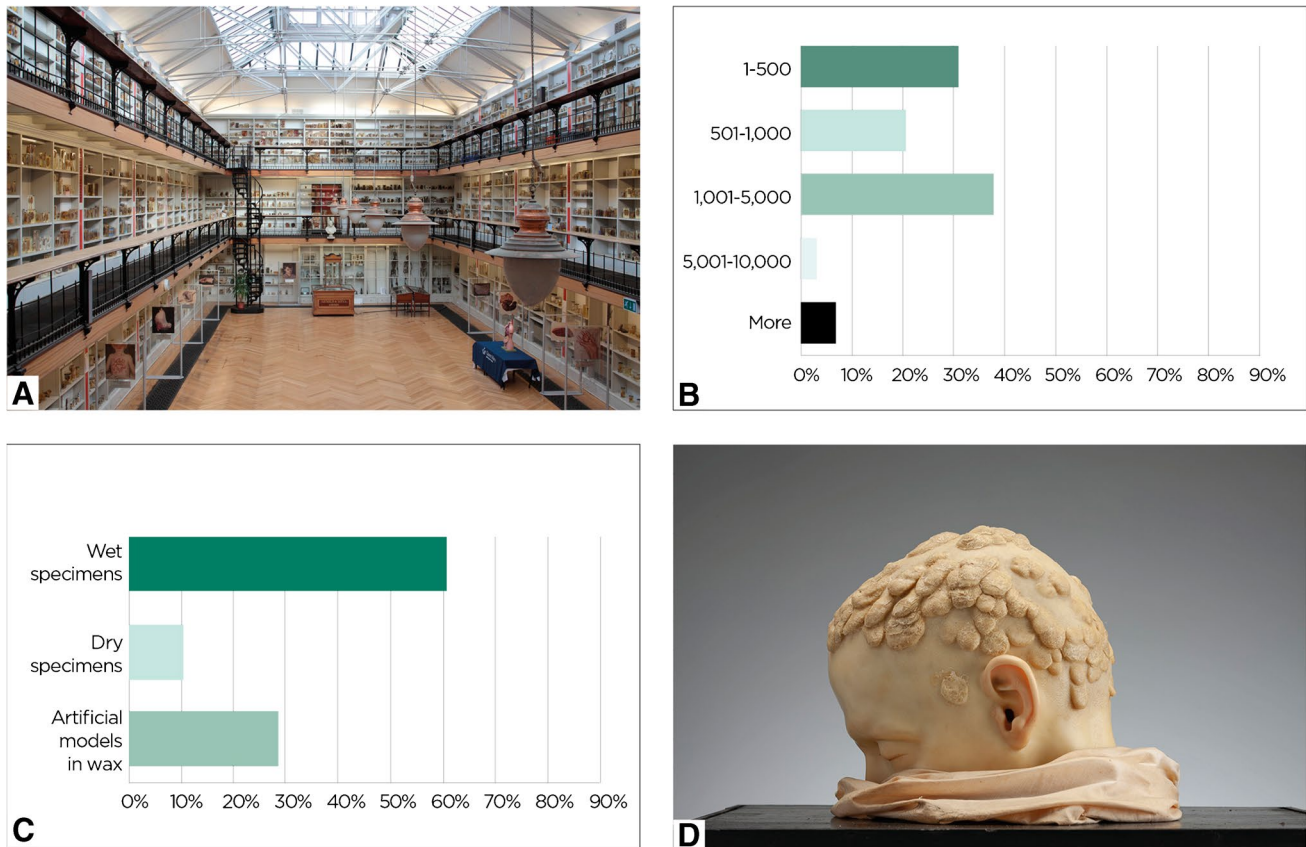 A
1-500
501-1,000
1,001-5,000
5,001-10,000
More
0% 10% 20% 30% 40% 50% 60% 70% 80% 90%
B
Wet
specimens
Dry
specimens
Artificial
models
in wax
0% 10% 20% 30% 40% 50% 60% 70% 80% 90%
C
D